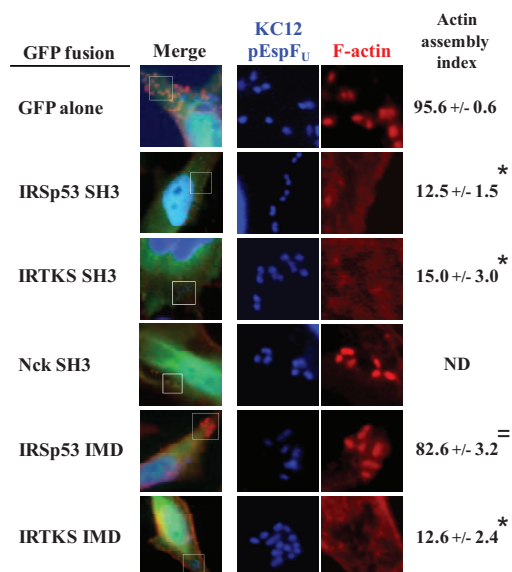 GFP fusion Merge KC12 pEspFU F-actin Actin assembly index
GFP alone 95.6 +/- 0.6
IRSp53 SH3 12.5 +/- 1.5*
IRTKS SH3 15.0 +/- 3.0*
Nck SH3 ND
IRSp53 IMD 82.6 +/- 3.2=
IRTKS IMD 12.6 +/- 2.4*